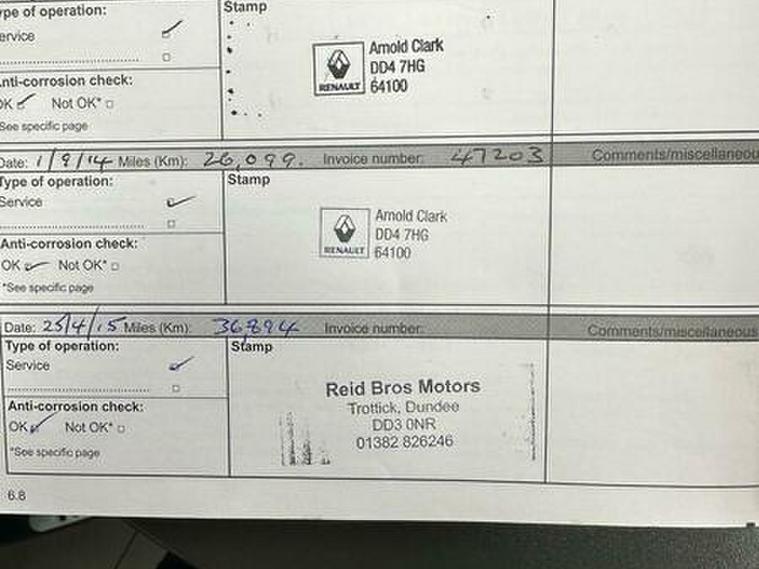 ype of operation:
Stamp
ervice
Arnold Clark
DD4 7HG
64100
RENAULT
nti-corrosion check:
OK Not OK*
See specific page
Date: 1/9/14 Miles (Km): 26,099. Invoice number: 47203 Comments/miscellaneou
Type of operation:
Stamp
Service
Arnold Clark
DD4 7HG
64100
RENAULT
Anti-corrosion check:
OK Not OK*
*See specific page
Date: 25/4/15 Miles (Km): 36,894 Invoice number: Comments/miscellaneous
Type of operation:
Stamp
Service
Reid Bros Motors
Trottick, Dundee
DD3 0NR
01382 826246
Anti-corrosion check:
OK Not OK*
*See specific page
6.8